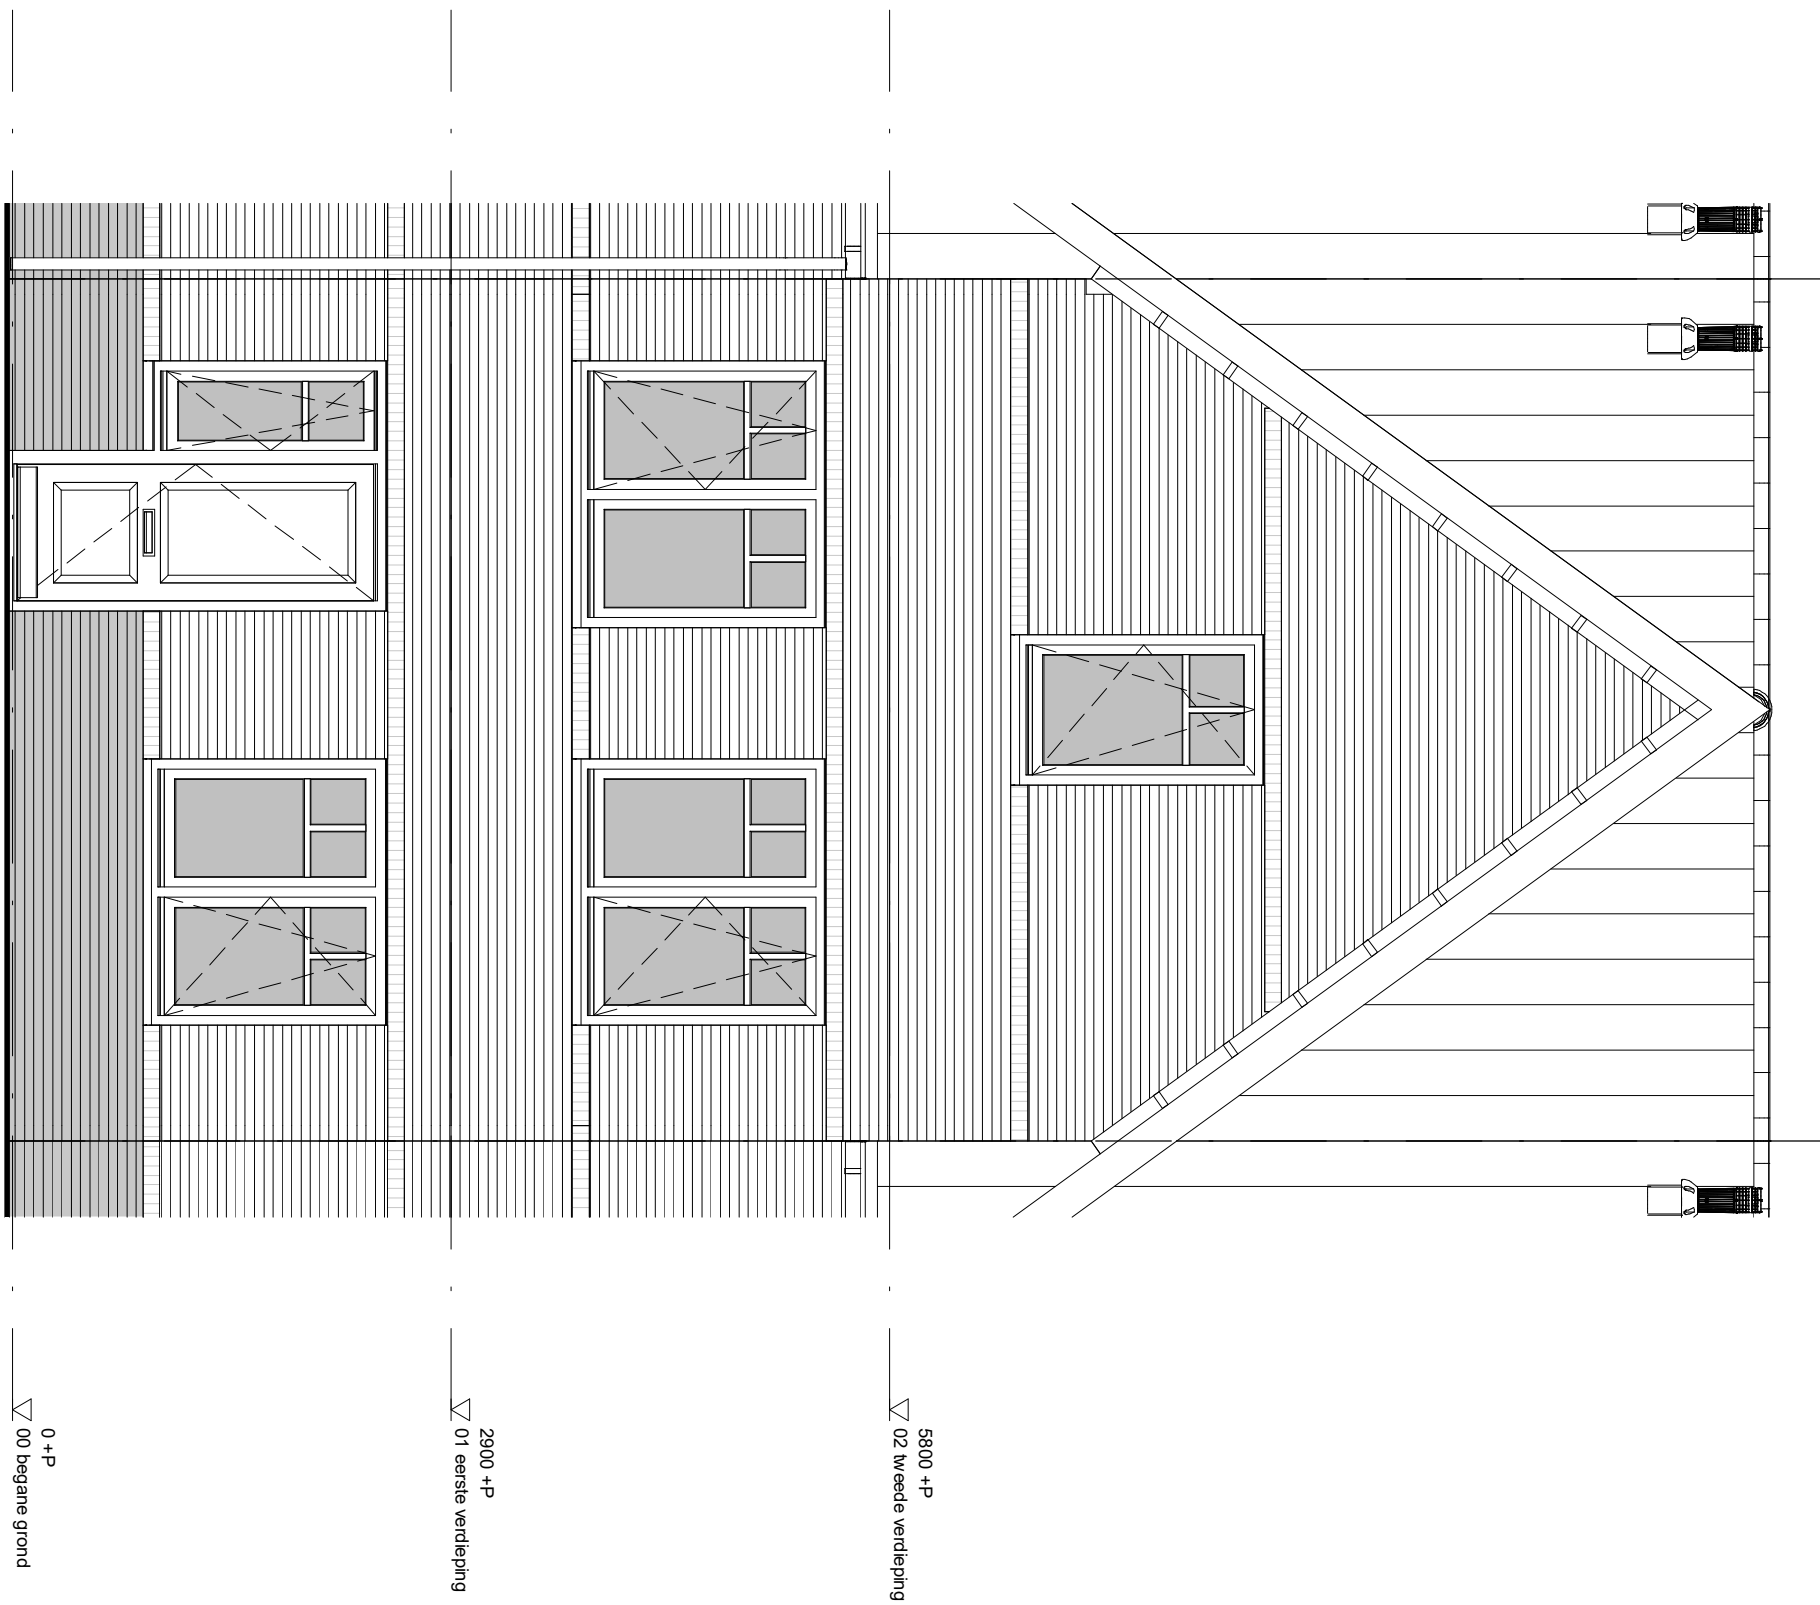 5800 +P
02 tweede verdieping
2900 +P
01 eerste verdieping
0 +P
00 begane grond